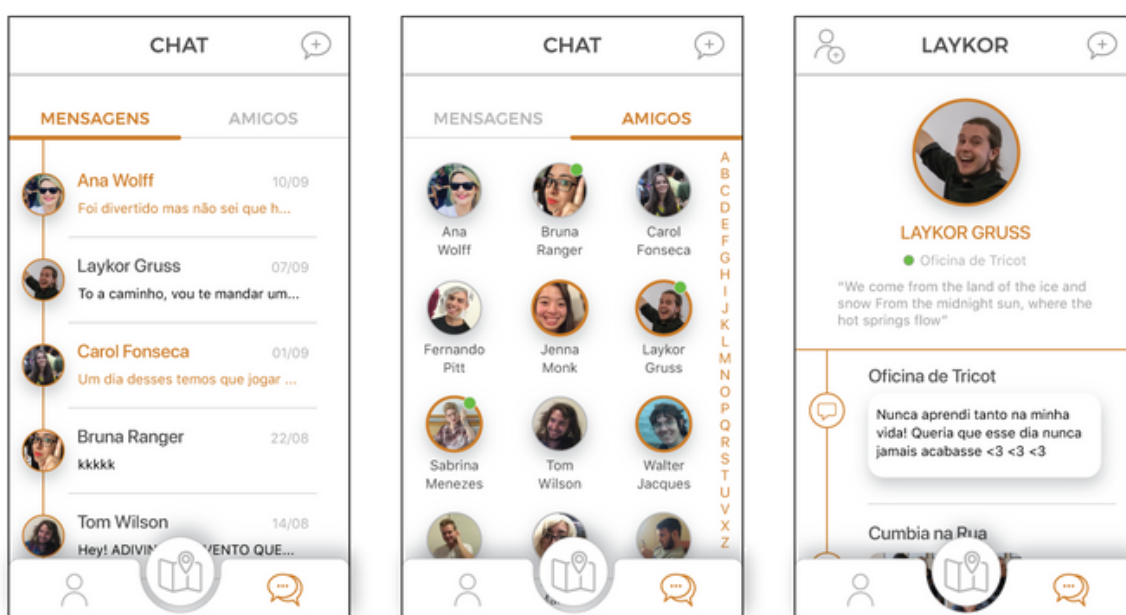 CHAT
MENSAGENS AMIGOS
Ana Wolff 10/09
Foi divertido mas não sei que h...
Laykor Gruss 07/09
To a caminho, vou te mandar um...
Carol Fonseca 01/09
Um dia desses temos que jogar ...
Bruna Ranger 22/08
kkkkk
Tom Wilson 14/08
Hey! ADIVIN VENTO QUE...
CHAT
MENSAGENS AMIGOS
Ana
Wolff
Bruna
Ranger
Carol
Fonseca
Fernando
Pitt
Jenna
Monk
Laykor
Gruss
Sabrina
Menezes
Tom
Wilson
Walter
Jacques
A
B
C
D
E
F
G
H
I
J
K
L
M
N
O
P
Q
R
S
T
U
V
X
Z
LAYKOR
LAYKOR GRUSS
Oficina de Tricot
"We come from the land of the ice and
snow From the midnight sun, where the
hot springs flow"
Oficina de Tricot
Nunca aprendi tanto na minha
vida! Queria que esse dia nunca
jamais acabasse <3 <3 <3
Cumbia na Rua